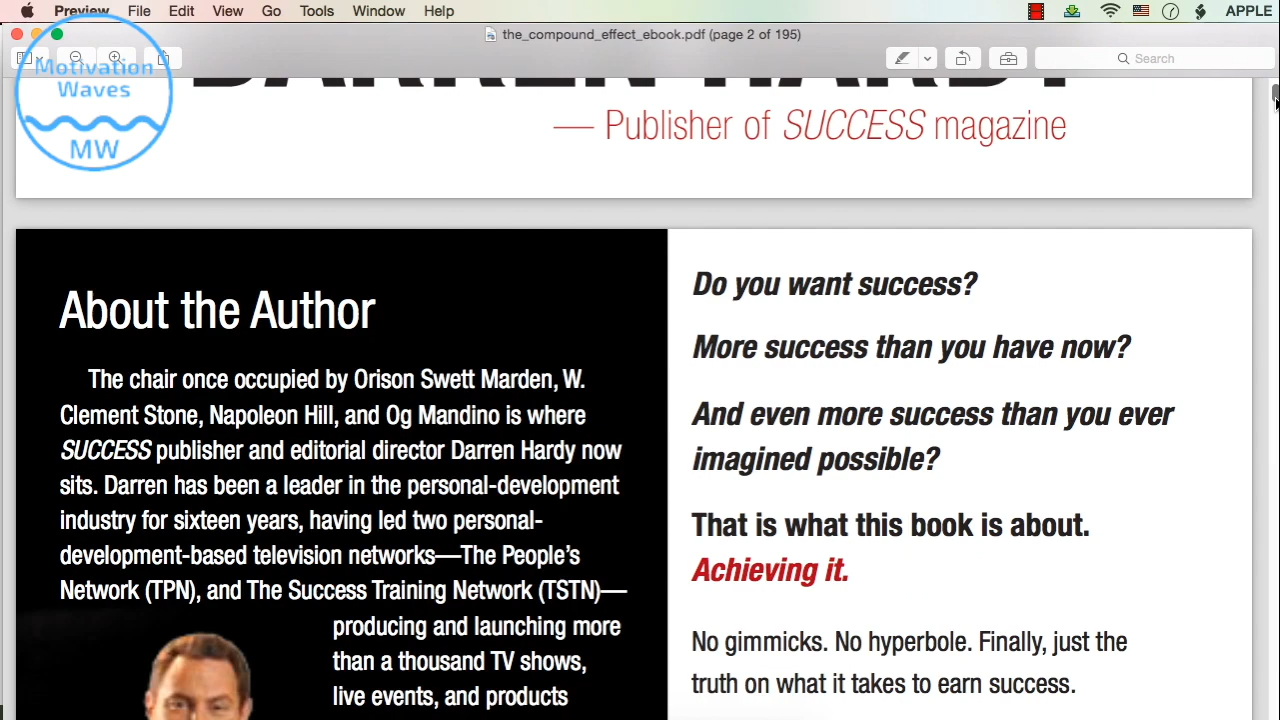 Preview File Edit View Go Tools Window Help APPLE
the_compound_effect_ebook.pdf (page 2 of 195)
Search
Motivation
Waves
MW
DARREN HARDY
— Publisher of SUCCESS magazine
About the Author
The chair once occupied by Orison Swett Marden, W.
Clement Stone, Napoleon Hill, and Og Mandino is where
SUCCESS publisher and editorial director Darren Hardy now
sits. Darren has been a leader in the personal-development
industry for sixteen years, having led two personal-
development-based television networks—The People's
Network (TPN), and The Success Training Network (TSTN)—
producing and launching more
than a thousand TV shows,
live events, and products
Do you want success?
More success than you have now?
And even more success than you ever
imagined possible?
That is what this book is about.
Achieving it.
No gimmicks. No hyperbole. Finally, just the
truth on what it takes to earn success.